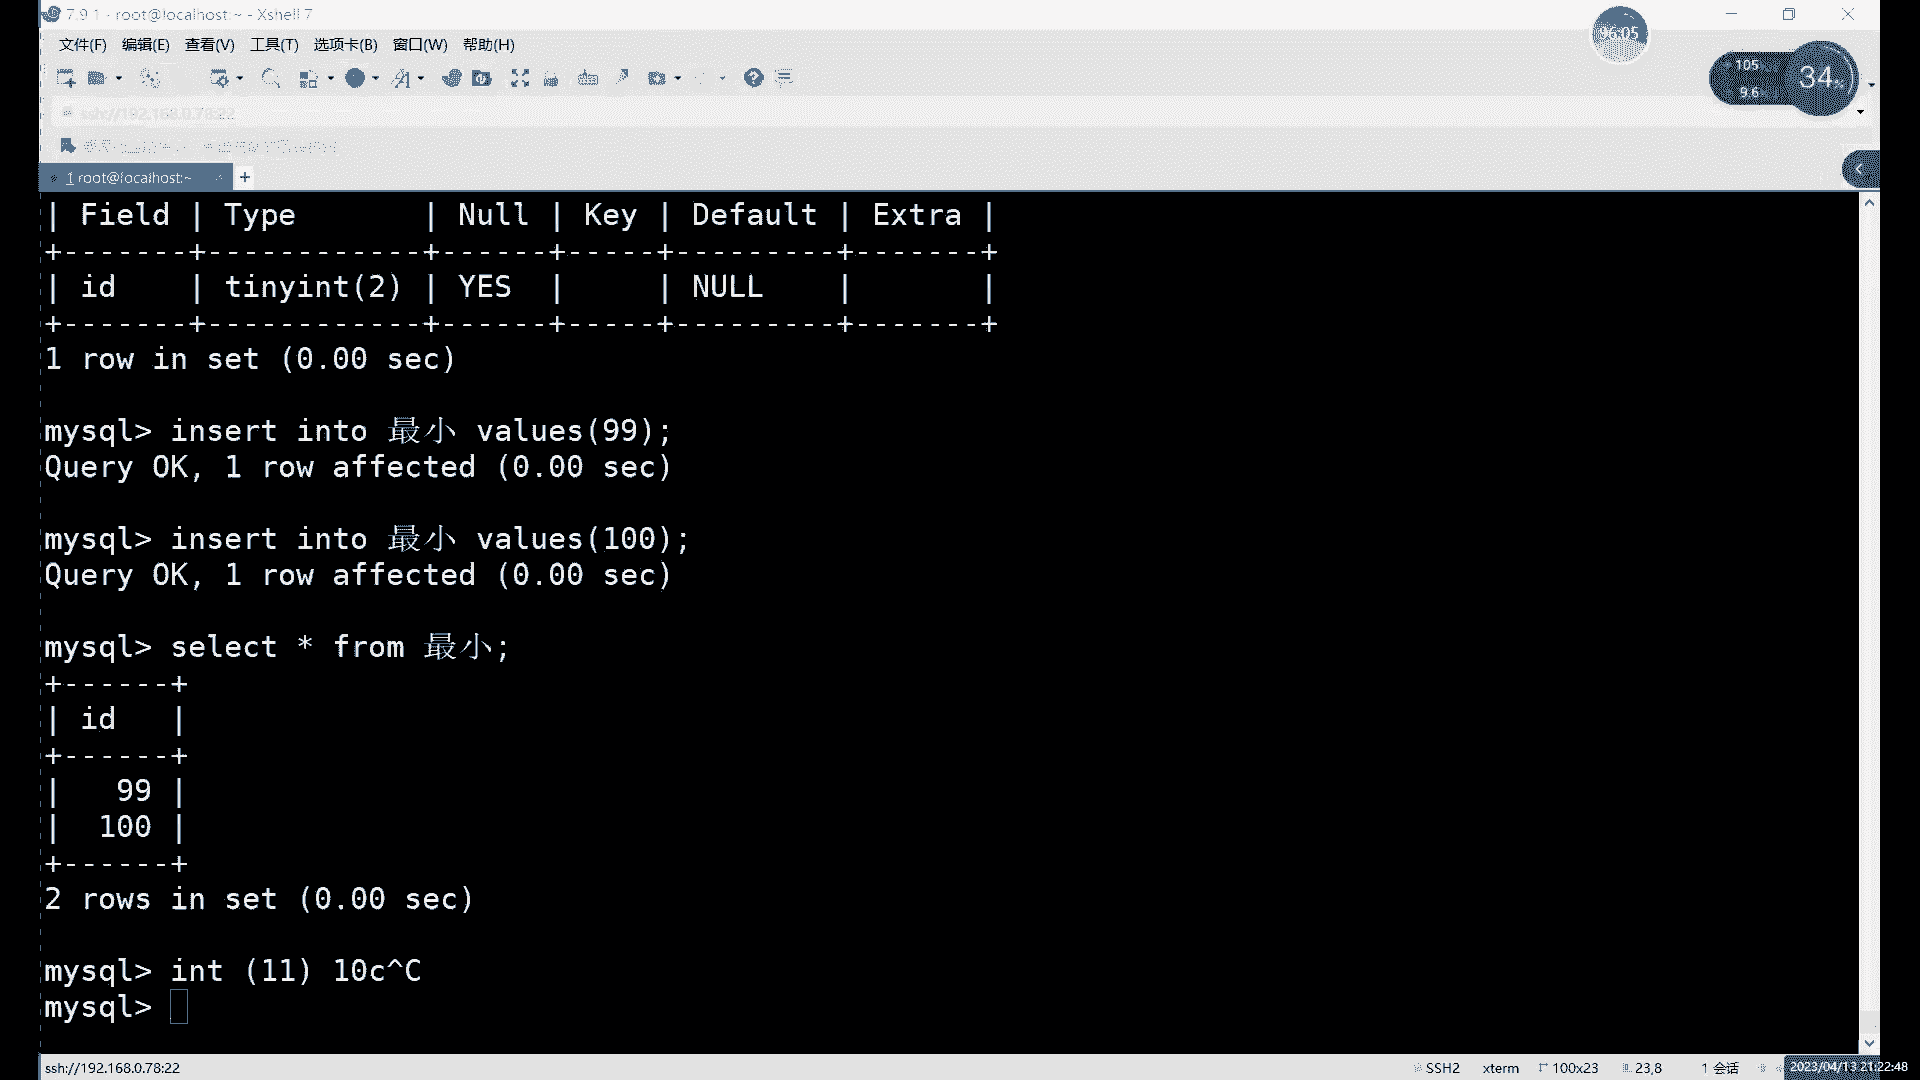 7.9 1 - root@localhost:~ - Xshell 7
96:05
文件(F) 编辑(E) 查看(V) 工具(T) 选项卡(B) 窗口(W) 帮助(H)
105
9.6
34%
ssh://192.168.0.78:22
1 root@localhost:~
+
| Field | Type       | Null | Key | Default | Extra |
+-------+------------+------+-----+---------+-------+
| id    | tinyint(2) | YES  |     | NULL    |       |
+-------+------------+------+-----+---------+-------+
1 row in set (0.00 sec)
mysql> insert into 最小 values(99);
Query OK, 1 row affected (0.00 sec)
mysql> insert into 最小 values(100);
Query OK, 1 row affected (0.00 sec)
mysql> select * from 最小;
+------+
| id   |
+------+
|   99 |
|  100 |
+------+
2 rows in set (0.00 sec)
mysql> int (11) 10c^C
mysql>
ssh://192.168.0.78:22 SSH2 xterm 100x23 23,8 1 会话 2023/04/13 21:22:48